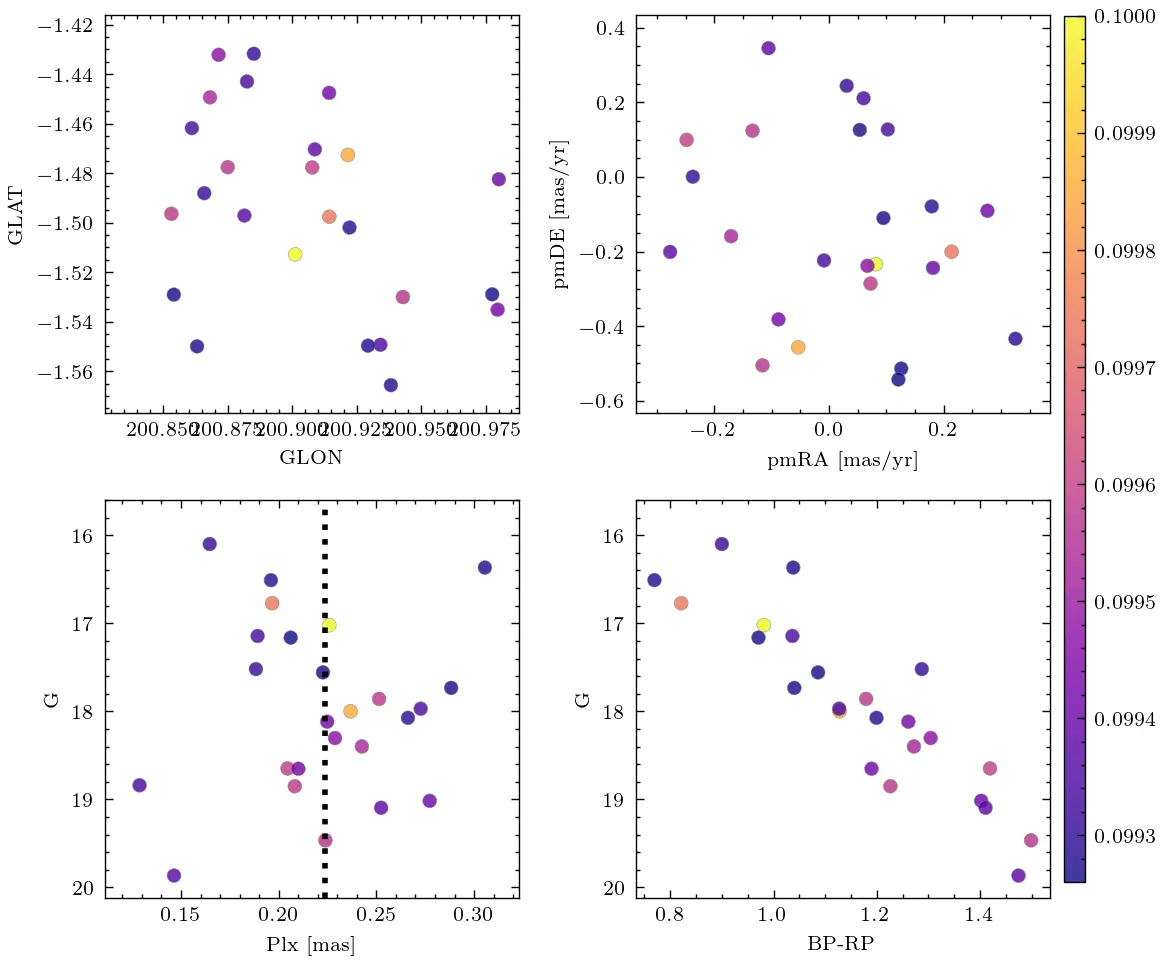 −1.42
−1.44
−1.46
−1.48
−1.50
−1.52
−1.54
−1.56
GLAT
200.850 200.875 200.900 200.925 200.950 200.975
GLON
0.4
0.2
0.0
−0.2
−0.4
−0.6
pmDE [mas/yr]
−0.2 0.0 0.2
pmRA [mas/yr]
0.1000
0.0999
0.0998
0.0997
0.0996
0.0995
0.0994
0.0993
16
17
18
19
20
G
0.15 0.20 0.25 0.30
Plx [mas]
16
17
18
19
20
G
0.8 1.0 1.2 1.4
BP-RP